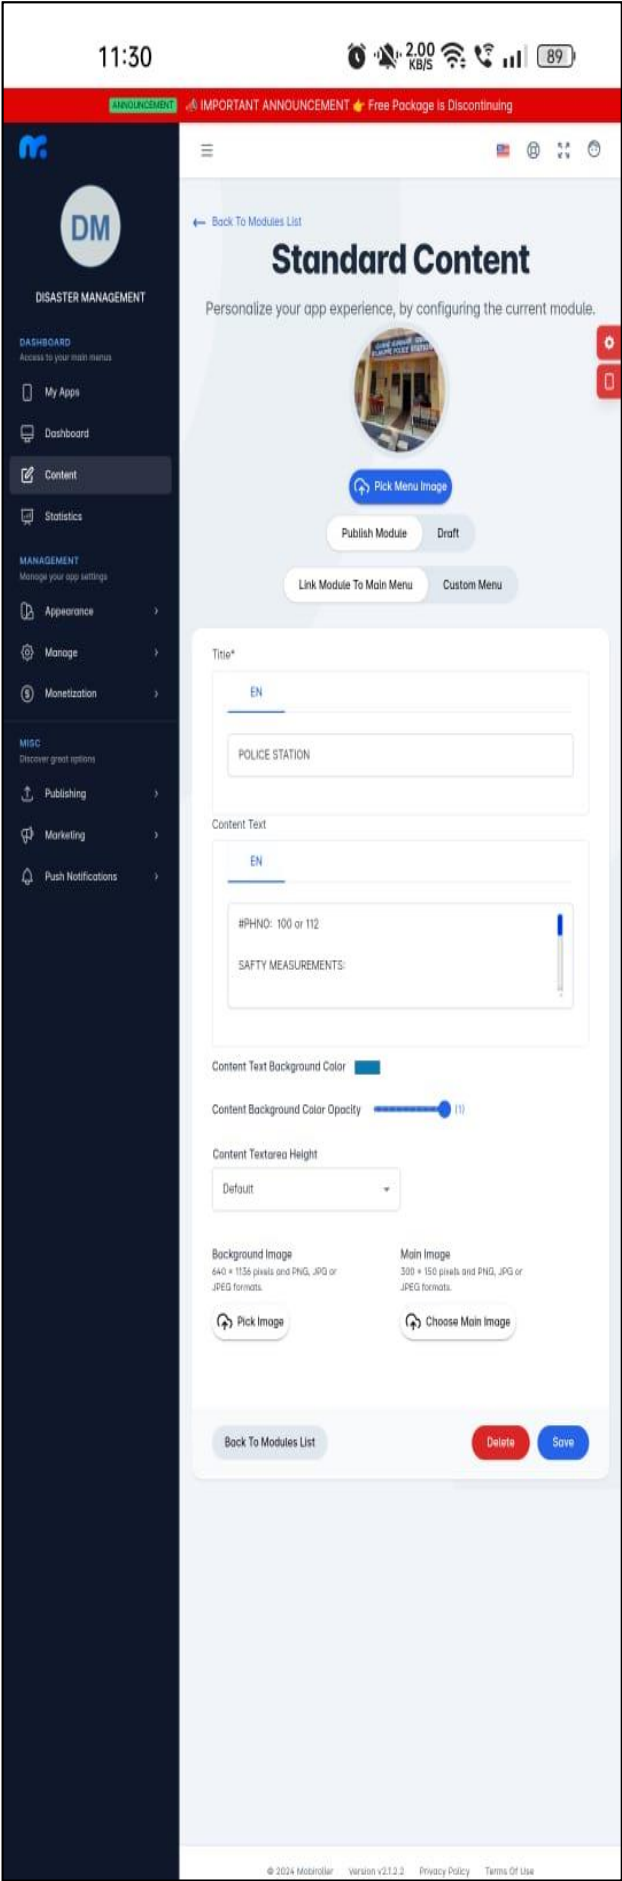 11:30
2.00
KB/S
89
ANNOUNCEMENT
IMPORTANT ANNOUNCEMENT 👉 Free Package is Discontinuing
DM
DISASTER MANAGEMENT
DASHBOARD
Access to your main menus
My Apps
Dashboard
Content
Statistics
MANAGEMENT
Manage your app settings
Appearance
Manage
Monetization
MISC
Discover great options
Publishing
Marketing
Push Notifications
← Back To Modules List
Standard Content
Personalize your app experience, by configuring the current module.
POLICE STATION
Pick Menu Image
Publish Module
Draft
Link Module To Main Menu
Custom Menu
Title*
EN
POLICE STATION
Content Text
EN
#PHNO: 100 or 112
SAFTY MEASUREMENTS:
Content Text Background Color
Content Background Color Opacity (1)
Content Textarea Height
Default
Background Image
640 * 1136 pixels and PNG, JPG or
JPEG formats.
Pick Image
Main Image
300 * 150 pixels and PNG, JPG or
JPEG formats.
Choose Main Image
Back To Modules List
Delete
Save
© 2024 Mobiroller Version v2.1.2.2 Privacy Policy Terms Of Use